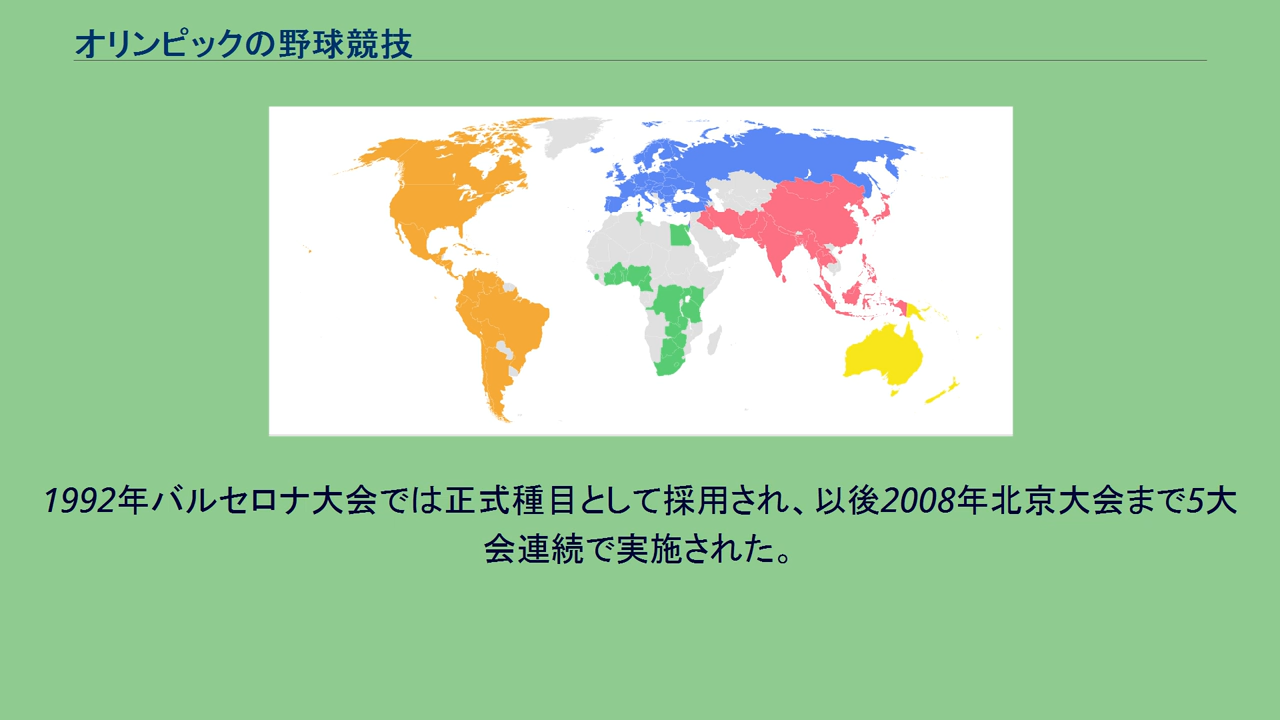 オリンピックの野球競技
1992年バルセロナ大会では正式種目として採用され、以後2008年北京大会まで5大
会連続で実施された。